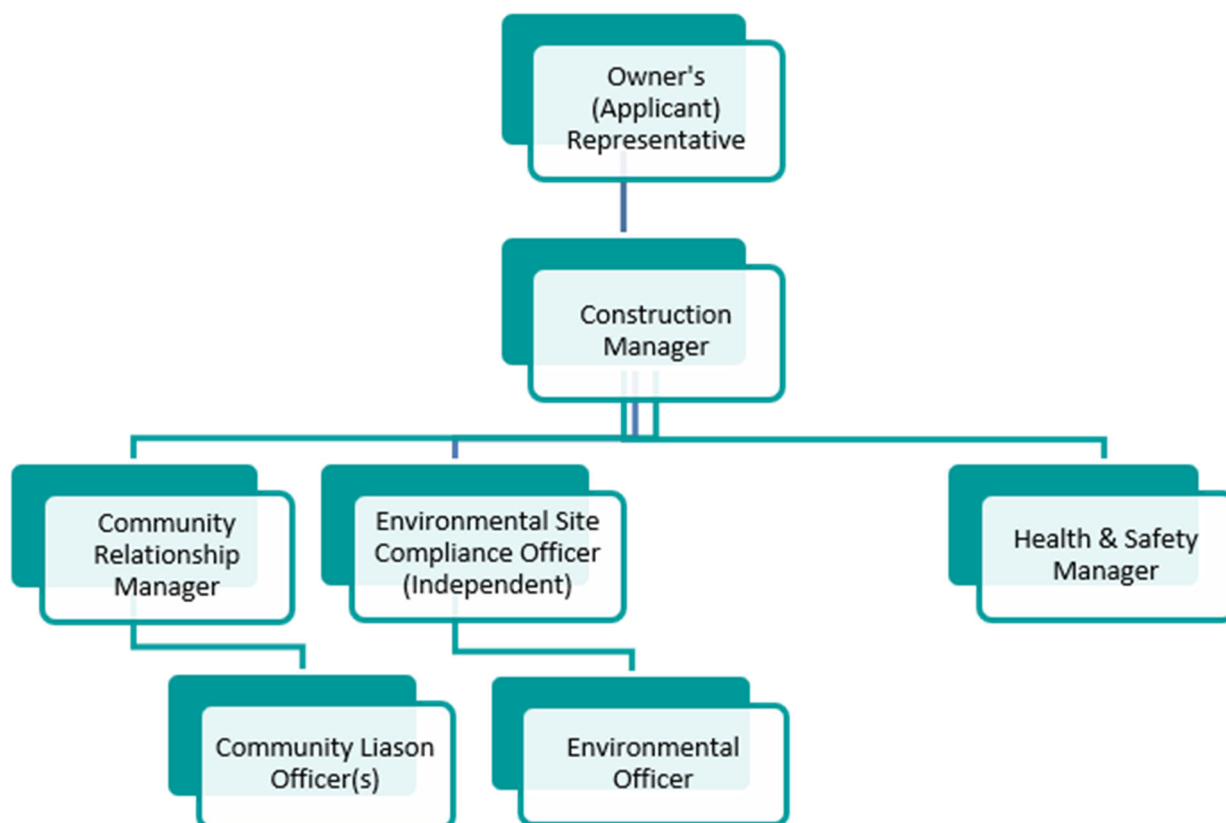 Owner's
(Applicant)
Representative
Construction
Manager
Community
Relationship
Manager
Environmental Site
Compliance Officer
(Independent)
Health & Safety
Manager
Community Liason
Officer(s)
Environmental
Officer